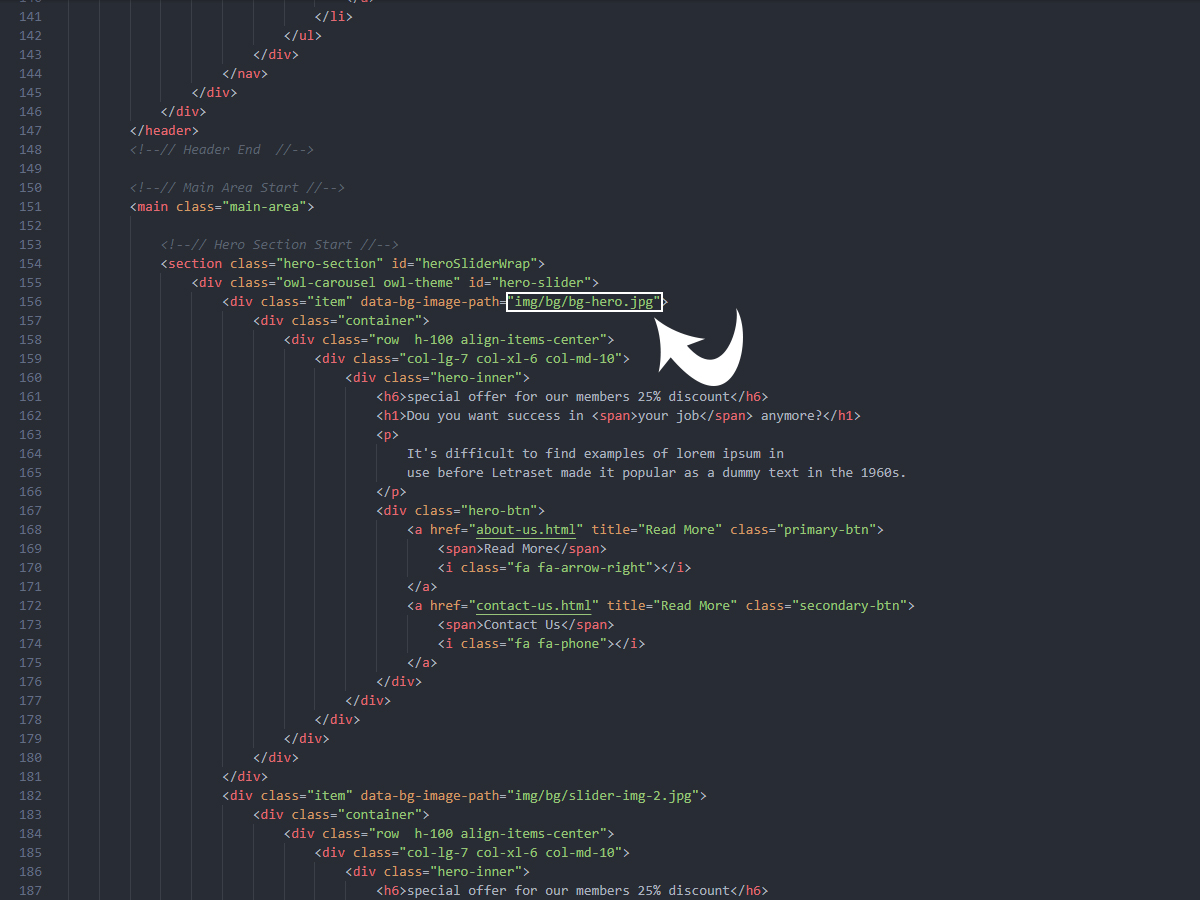 141 </li>
142 </ul>
143 </div>
144 </nav>
145 </div>
146 </div>
147 </header>
148 <!--// Header End  //-->
149
150 <!--// Main Area Start //-->
151 <main class="main-area">
152
153 <!--// Hero Section Start //-->
154 <section class="hero-section" id="heroSliderWrap">
155 <div class="owl-carousel owl-theme" id="hero-slider">
156 <div class="item" data-bg-image-path="img/bg/bg-hero.jpg">
157 <div class="container">
158 <div class="row  h-100 align-items-center">
159 <div class="col-lg-7 col-xl-6 col-md-10">
160 <div class="hero-inner">
161 <h6>special offer for our members 25% discount</h6>
162 <h1>Dou you want success in <span>your job</span> anymore?</h1>
163 <p>
164 It's difficult to find examples of lorem ipsum in
165 use before Letraset made it popular as a dummy text in the 1960s.
166 </p>
167 <div class="hero-btn">
168 <a href="about-us.html" title="Read More" class="primary-btn">
169 <span>Read More</span>
170 <i class="fa fa-arrow-right"></i>
171 </a>
172 <a href="contact-us.html" title="Read More" class="secondary-btn">
173 <span>Contact Us</span>
174 <i class="fa fa-phone"></i>
175 </a>
176 </div>
177 </div>
178 </div>
179 </div>
180 </div>
181 </div>
182 <div class="item" data-bg-image-path="img/bg/slider-img-2.jpg">
183 <div class="container">
184 <div class="row  h-100 align-items-center">
185 <div class="col-lg-7 col-xl-6 col-md-10">
186 <div class="hero-inner">
187 <h6>special offer for our members 25% discount</h6>